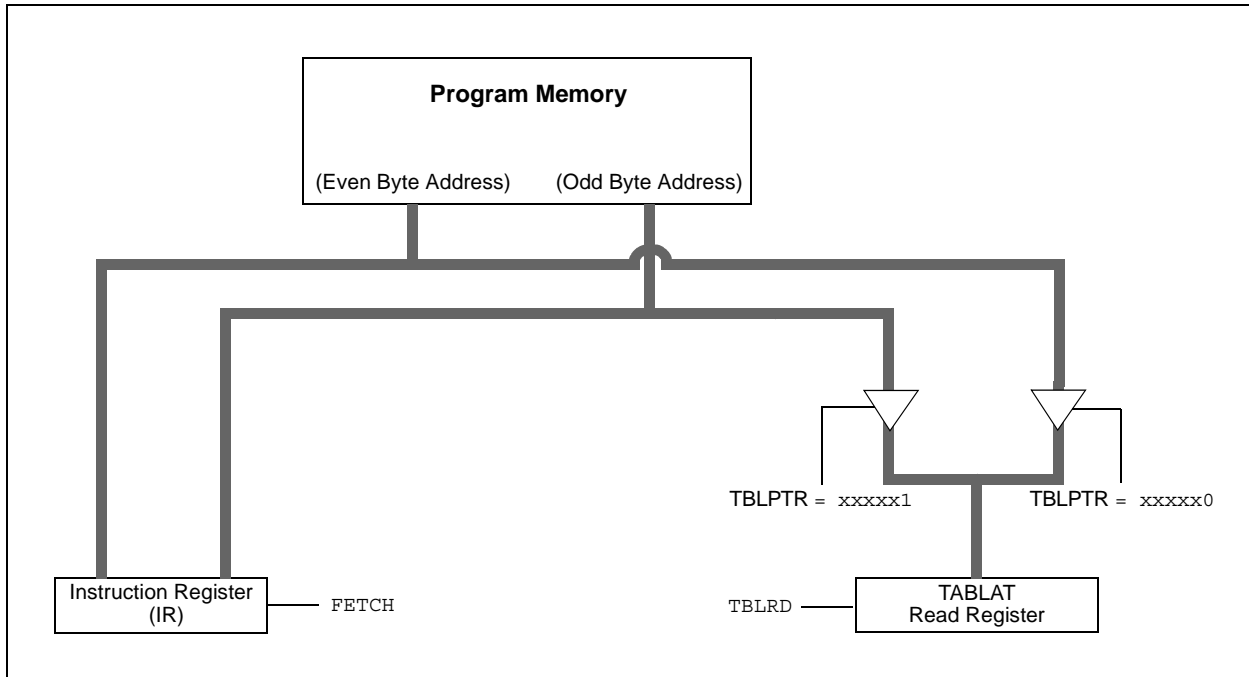 Program Memory
(Even Byte Address)
(Odd Byte Address)
TBLPTR = xxxxx1
TBLPTR = xxxxx0
Instruction Register
(IR)
FETCH
TBLRD
TABLAT
Read Register